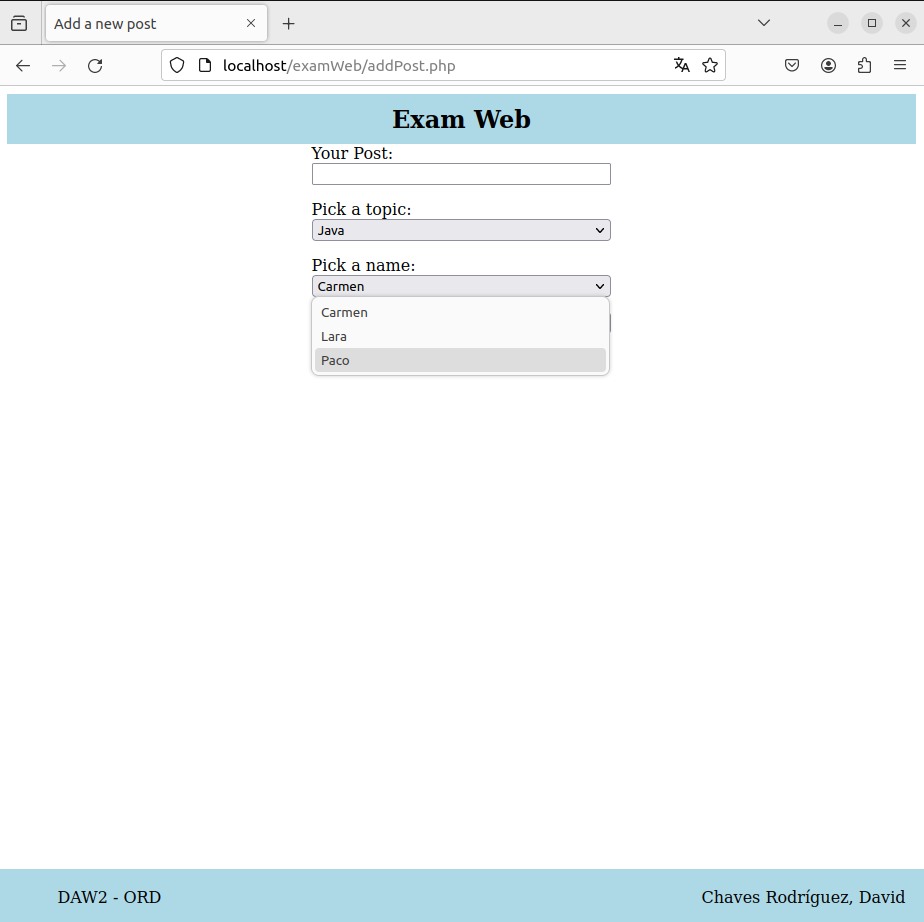 Add a new post
localhost/examWeb/addPost.php
Exam Web
Your Post:
Pick a topic:
Java
Pick a name:
Carmen
Carmen
Lara
Paco
DAW2 - ORD
Chaves Rodríguez, David